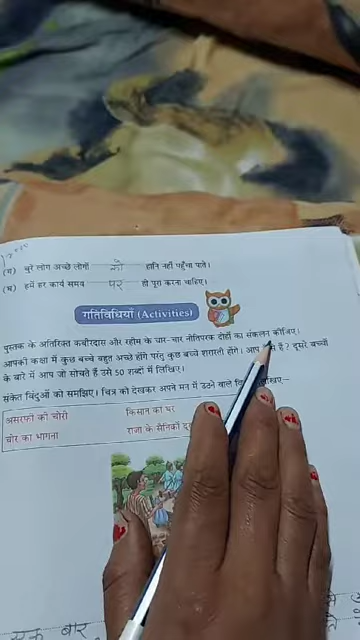 (ग) बुरे लोग अच्छे लोगों को हानि नहीं पहुँचा पाते।
(घ) हमें हर कार्य समय पर ही पूरा करना चाहिए।
गतिविधियाँ (Activities)
पुस्तक के अतिरिक्त कबीरदास और रहीम के चार-चार नीतिपरक दोहों का संकलन कीजिए।
आपकी कक्षा में कुछ बच्चे बहुत अच्छे होंगे परंतु कुछ बच्चे शरारती होंगे। आप हैं? दूसरे बच्चों
के बारे में आप जो सोचते हैं उसे 50 शब्दों में लिखिए।
संकेत बिंदुओं को समझिए। चित्र को देखकर अपने मन में उठने वाले लिखिए–
असरफी की चोरी किसान का घर
चोर का भागना राजा के सैनिकों
बार